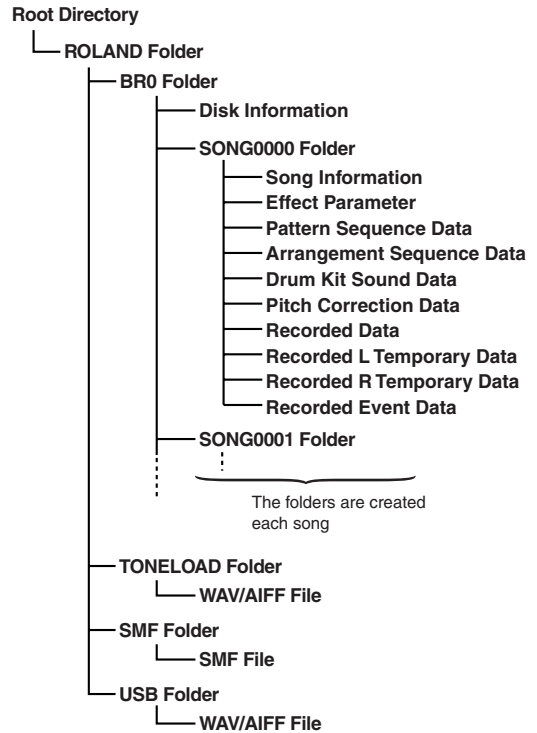 Root Directory
ROLAND Folder
BR0 Folder
Disk Information
SONG0000 Folder
Song Information
Effect Parameter
Pattern Sequence Data
Arrangement Sequence Data
Drum Kit Sound Data
Pitch Correction Data
Recorded Data
Recorded L Temporary Data
Recorded R Temporary Data
Recorded Event Data
SONG0001 Folder
The folders are created
each song
TONELOAD Folder
WAV/AIFF File
SMF Folder
SMF File
USB Folder
WAV/AIFF File